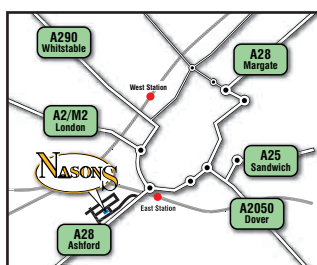 A290
Whitstable
A28
Margate
West Station
A2/M2
London
NASONS
A25
Sandwich
East Station
A28
Ashford
A2050
Dover